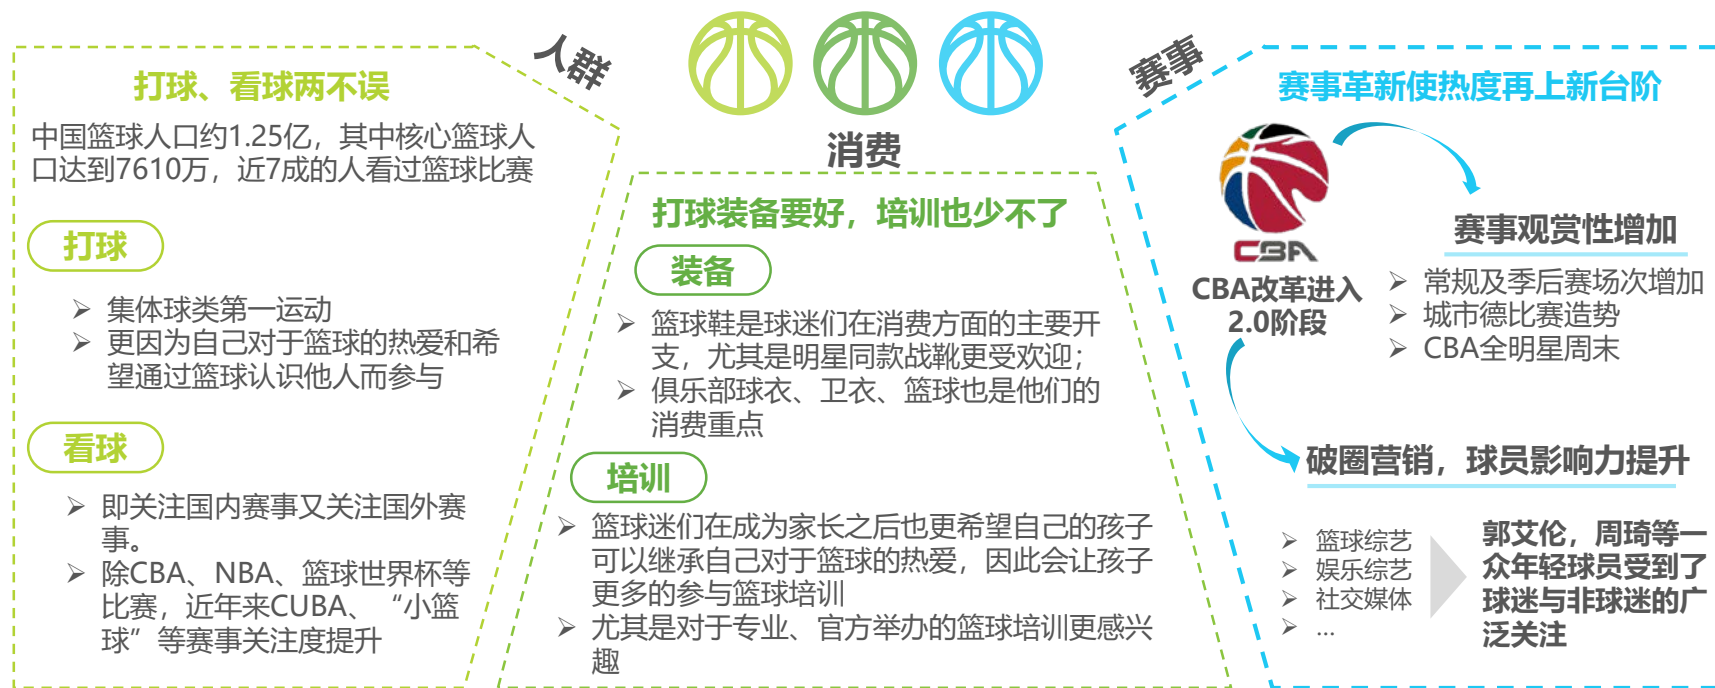 人群
打球、看球两不误
中国篮球人口约1.25亿，其中核心篮球人
口达到7610万，近7成的人看过篮球比赛
打球
➢ 集体球类第一运动
➢ 更因为自己对于篮球的热爱和希
望通过篮球认识他人而参与
看球
➢ 即关注国内赛事又关注国外赛
事。
➢ 除CBA、NBA、篮球世界杯等
比赛，近年来CUBA、“小篮
球”等赛事关注度提升
消费
打球装备要好，培训也少不了
装备
➢ 篮球鞋是球迷们在消费方面的主要开
支，尤其是明星同款战靴更受欢迎；
➢ 俱乐部球衣、卫衣、篮球也是他们的
消费重点
培训
➢ 篮球迷们在成为家长之后也更希望自己的孩子
可以继承自己对于篮球的热爱，因此会让孩子
更多的参与篮球培训
➢ 尤其是对于专业、官方举办的篮球培训更感兴
趣
赛事
赛事革新使热度再上新台阶
CBA
CBA改革进入
2.0阶段
赛事观赏性增加
➢ 常规及季后赛场次增加
➢ 城市德比赛造势
➢ CBA全明星周末
破圈营销，球员影响力提升
➢ 篮球综艺
➢ 娱乐综艺
➢ 社交媒体
➢ ...
郭艾伦，周琦等一
众年轻球员受到了
球迷与非球迷的广
泛关注